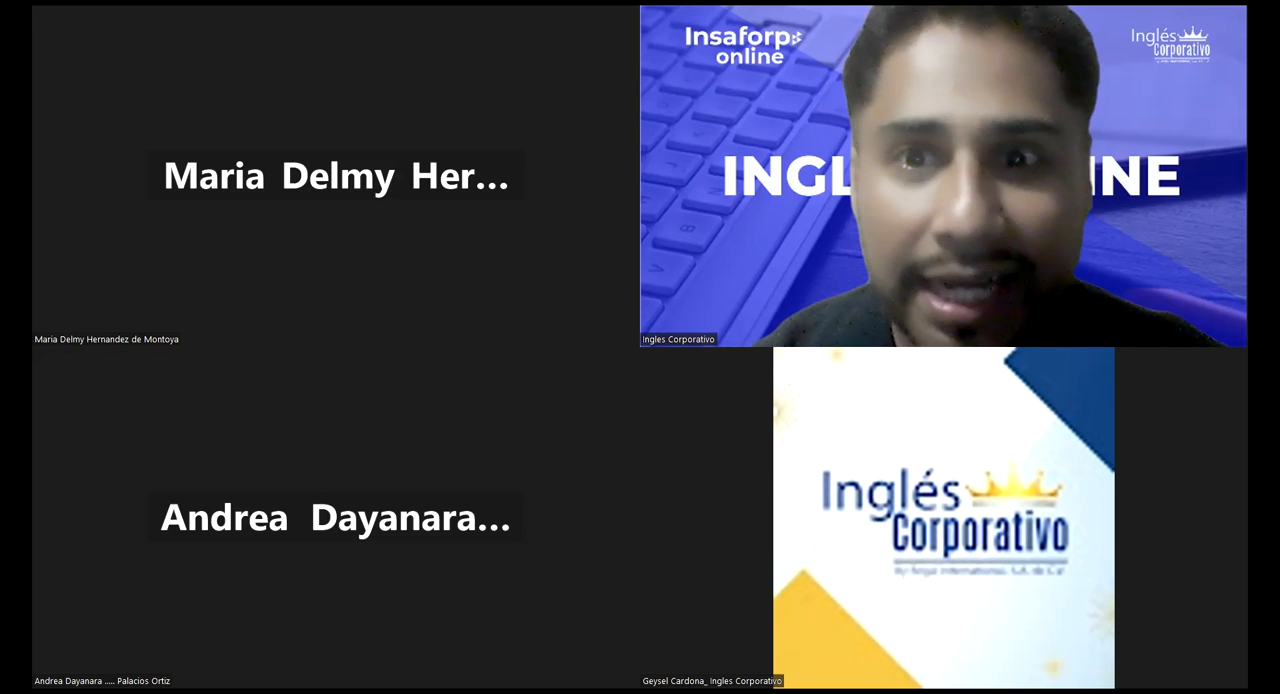 Maria Delmy Her...
Maria Delmy Hernandez de Montoya
Insaforp
online
Inglés
Corporativo
INGL
INE
Ingles Corporativo
Andrea Dayanara...
Andrea Dayanara ..... Palacios Ortiz
Inglés
Corporativo
Geysel Cardona_ Ingles Corporativo